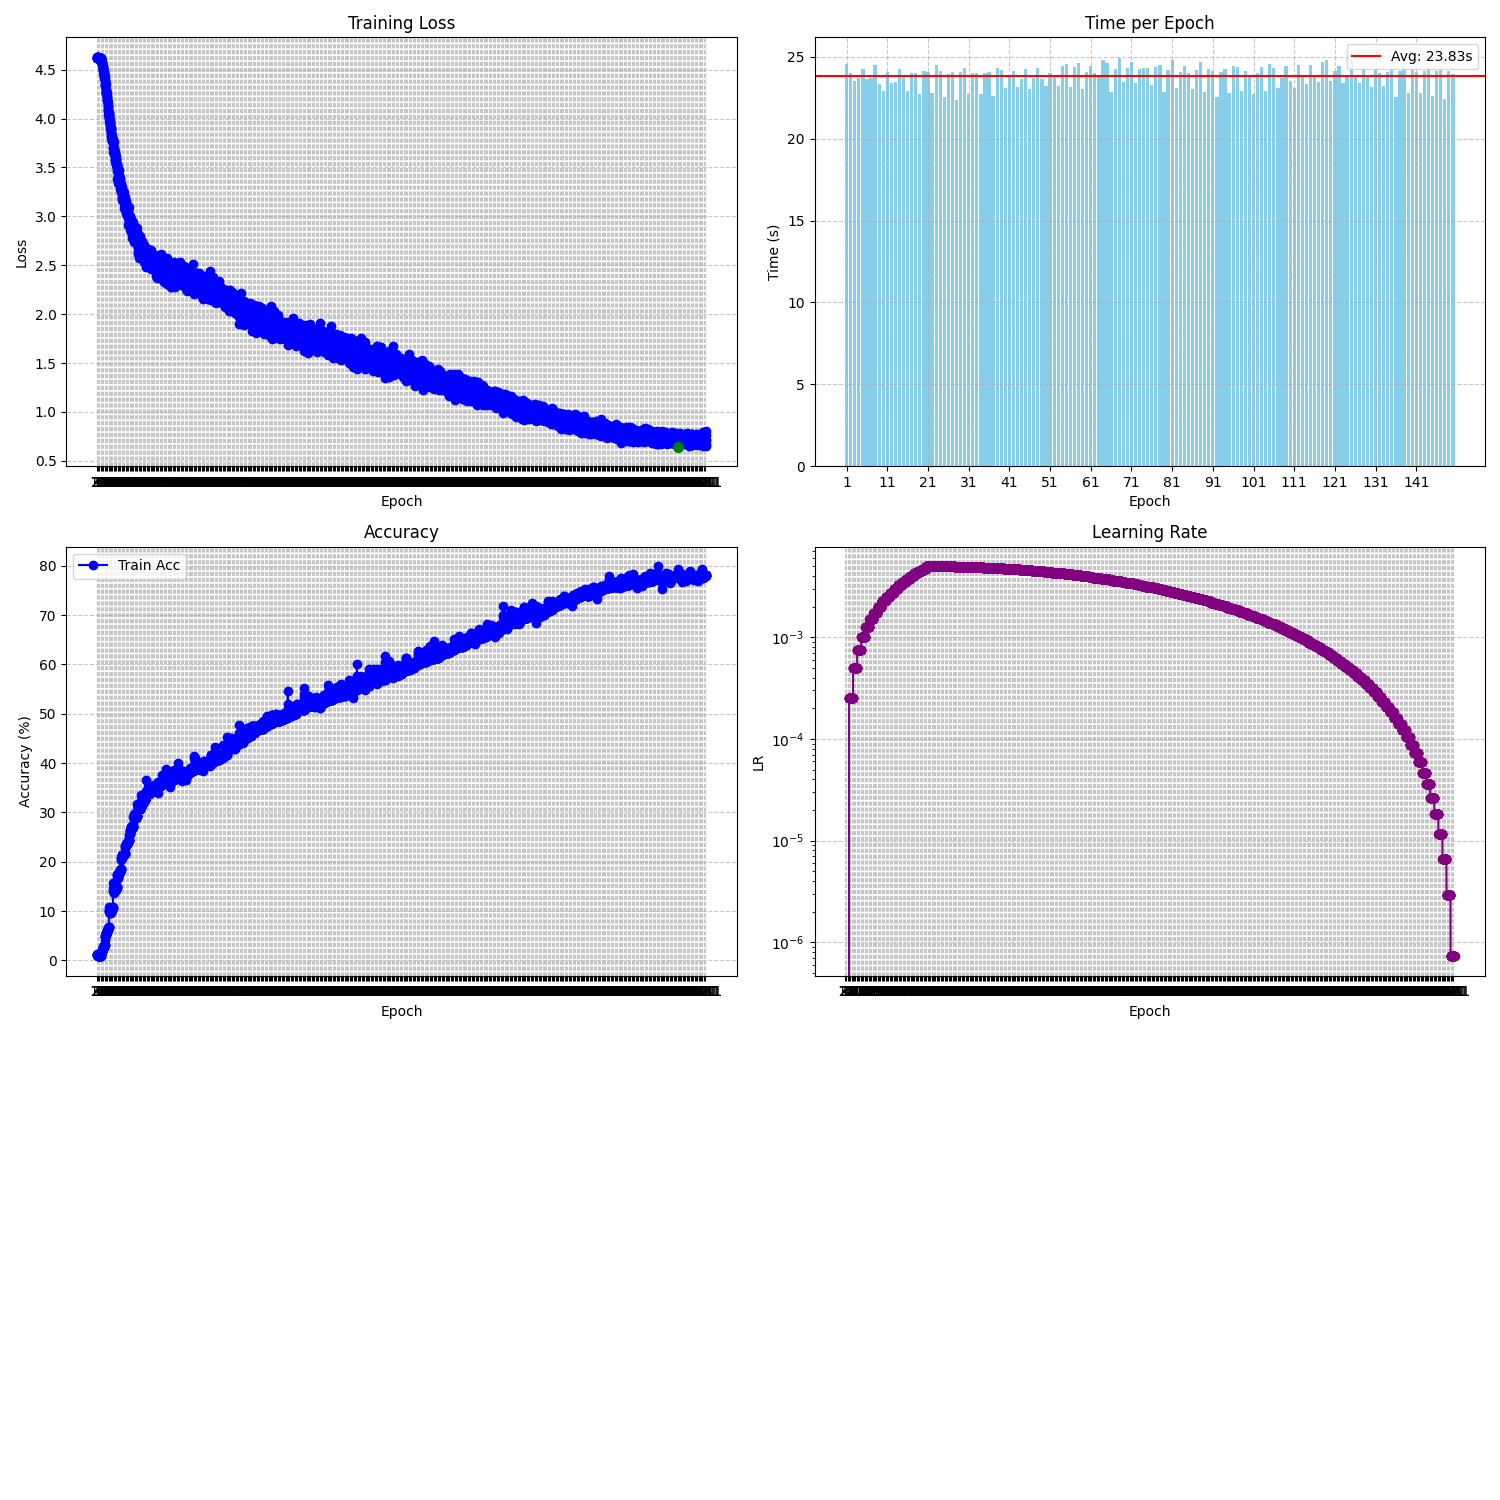 Training Loss
Loss
4.5
4.0
3.5
3.0
2.5
2.0
1.5
1.0
0.5
Epoch
Time per Epoch
Time (s)
25
20
15
10
5
0
Avg: 23.83s
1 11 21 31 41 51 61 71 81 91 101 111 121 131 141
Epoch
Accuracy
Accuracy (%)
80
70
60
50
40
30
20
10
0
Train Acc
Epoch
Learning Rate
LR
10⁻³
10⁻⁴
10⁻⁵
10⁻⁶
Epoch